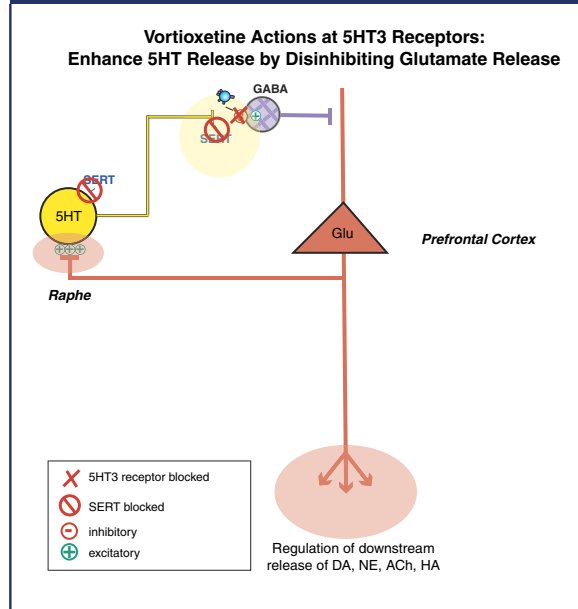 Vortioxetine Actions at 5HT3 Receptors:
Enhance 5HT Release by Disinhibiting Glutamate Release
GABA
SERT
SERT
5HT
Glu
Prefrontal Cortex
Raphe
5HT3 receptor blocked
SERT blocked
inhibitory
excitatory
Regulation of downstream
release of DA, NE, ACh, HA